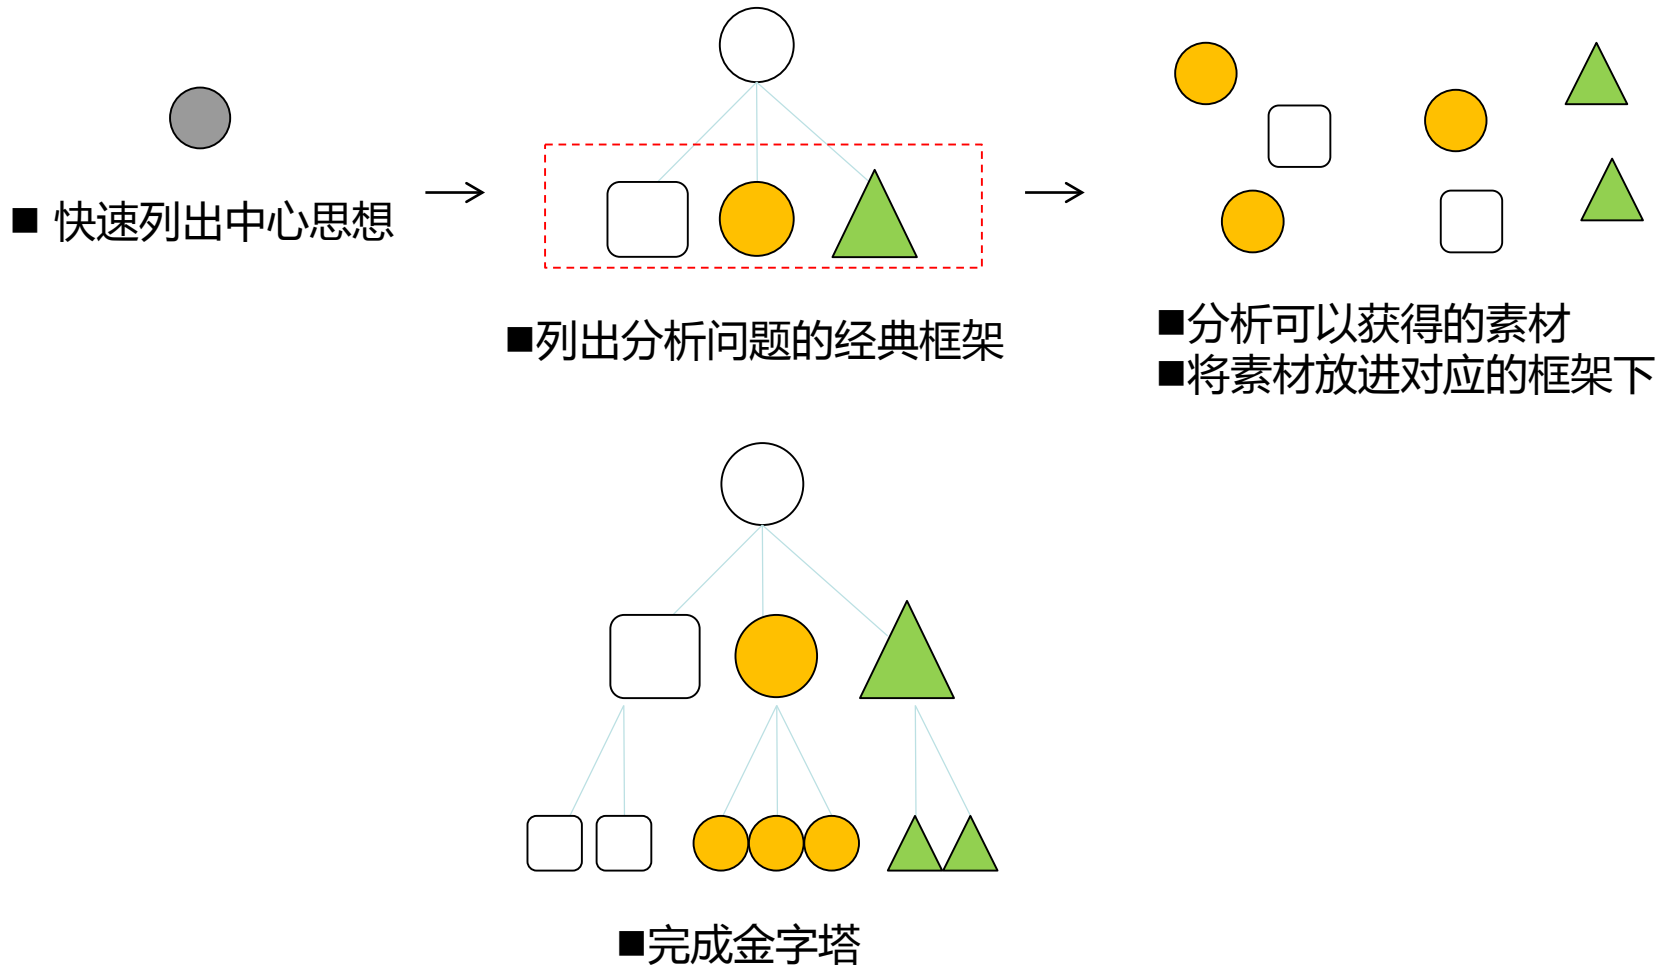 ■ 快速列出中心思想
■列出分析问题的经典框架
■分析可以获得的素材
■将素材放进对应的框架下
■完成金字塔